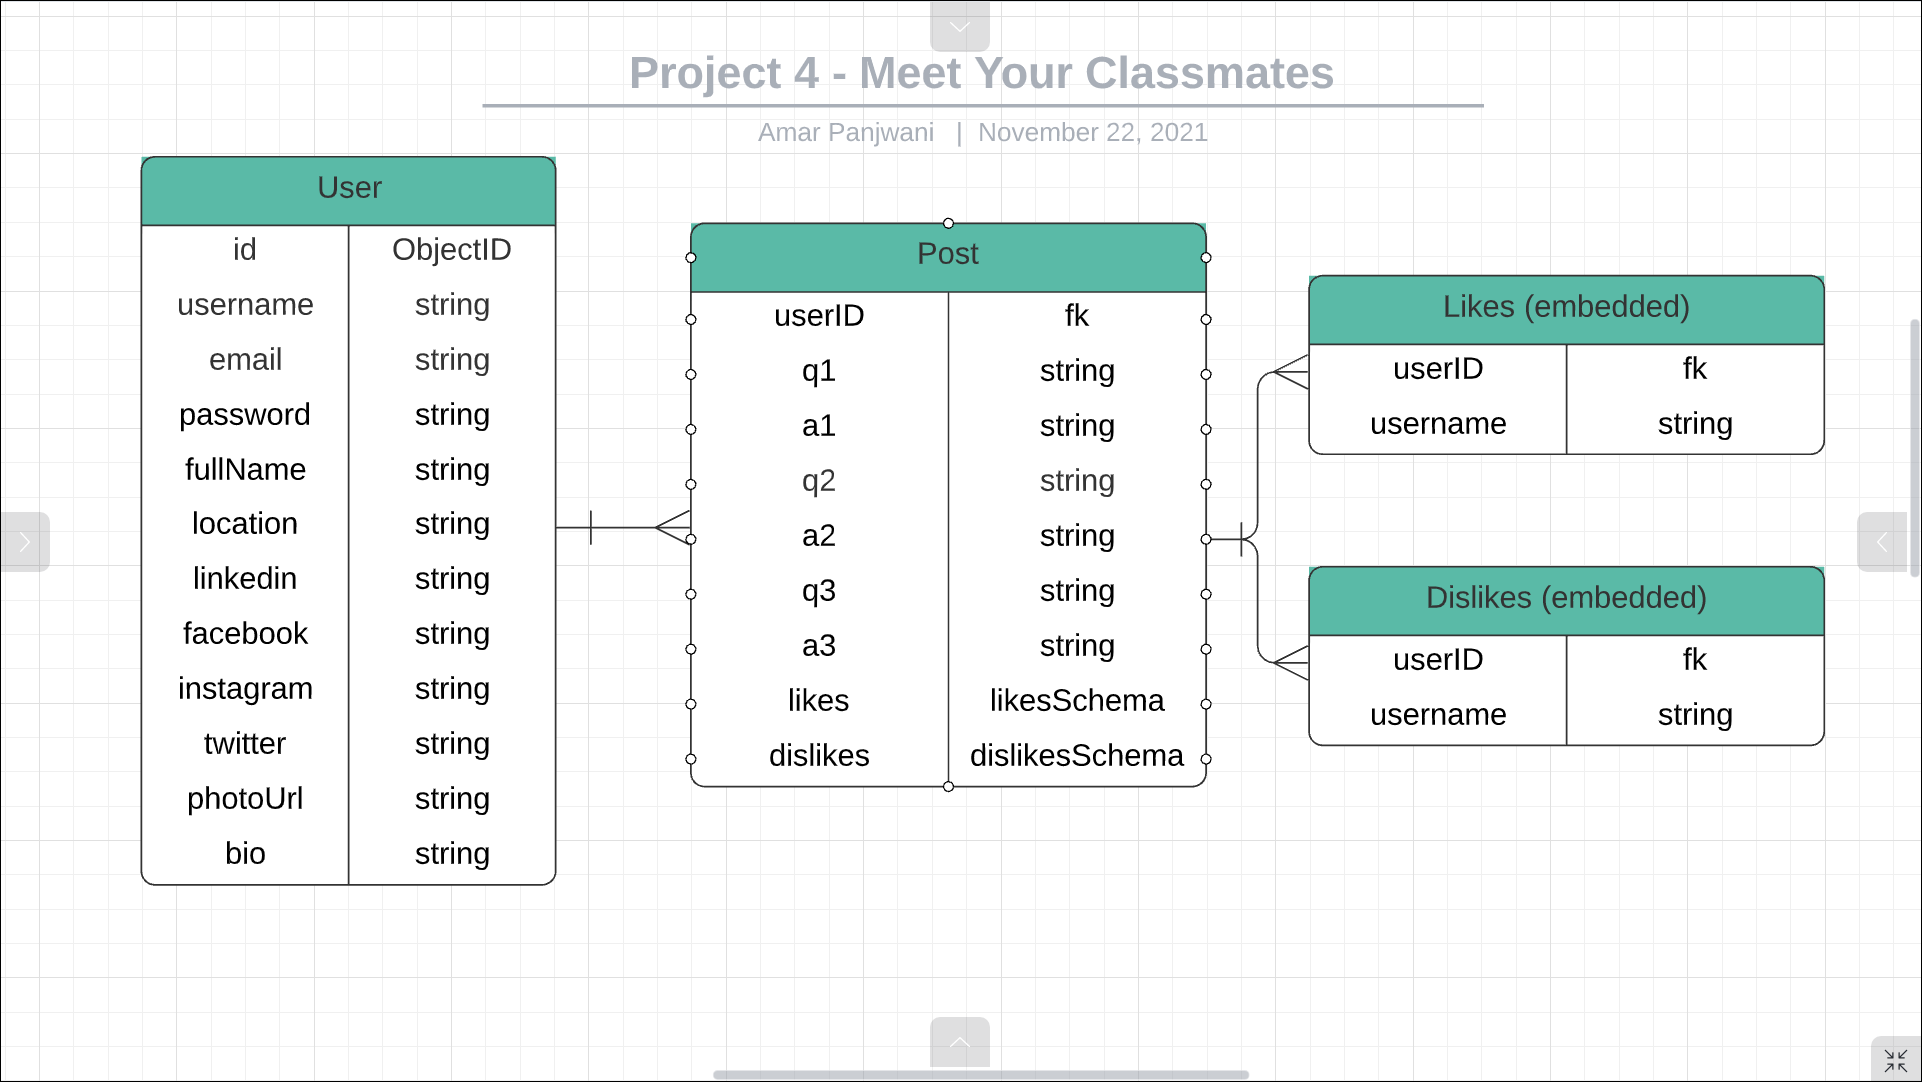 Project 4 - Meet Your Classmates
Amar Panjwani | November 22, 2021
User
id ObjectID
username string
email string
password string
fullName string
location string
linkedin string
facebook string
instagram string
twitter string
photoUrl string
bio string
Post
userID fk
q1 string
a1 string
q2 string
a2 string
q3 string
a3 string
likes likesSchema
dislikes dislikesSchema
Likes (embedded)
userID fk
username string
Dislikes (embedded)
userID fk
username string